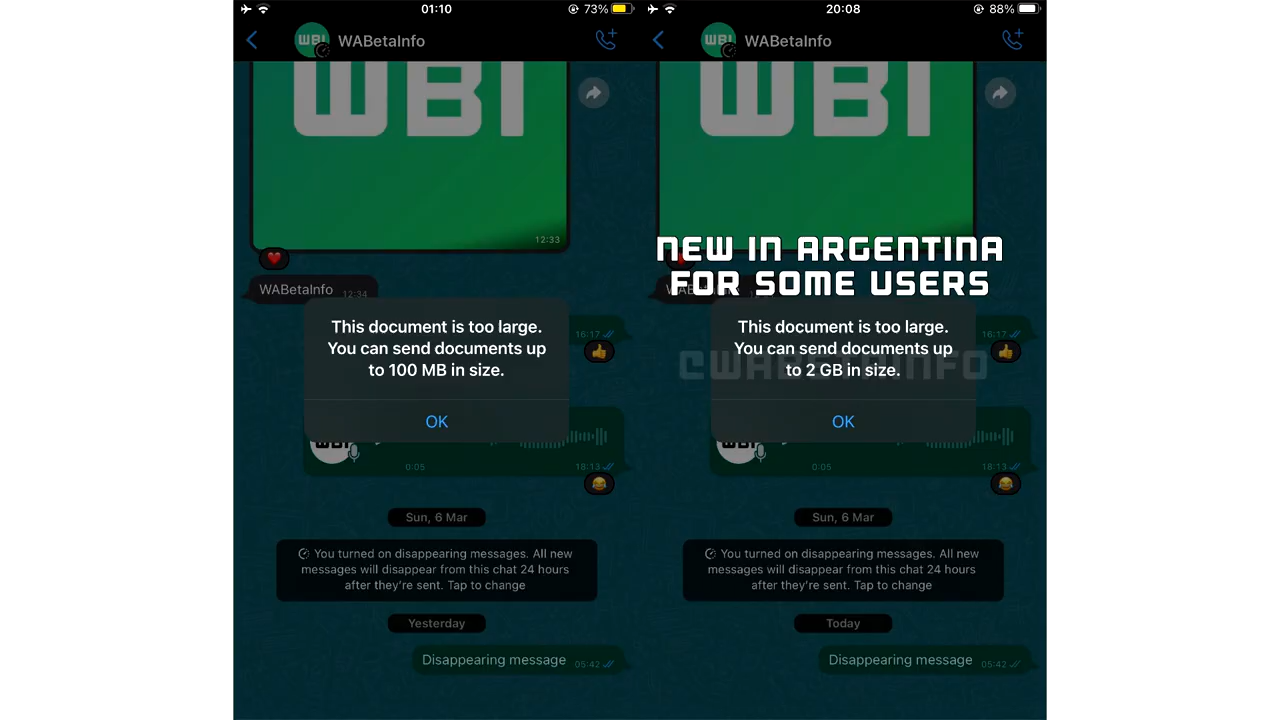 01:10
73%
WBI
WABetaInfo
WBI
12:33
WABetaInfo
12:34
16:17
This document is too large.
You can send documents up
to 100 MB in size.
OK
WBI
0:05
18:13
Sun, 6 Mar
You turned on disappearing messages. All new
messages will disappear from this chat 24 hours
after they're sent. Tap to change
Yesterday
Disappearing message
05:42
20:08
88%
WBI
WABetaInfo
WBI
NEW IN ARGENTINA
FOR SOME USERS
16:17
This document is too large.
You can send documents up
to 2 GB in size.
CWABETAINFO
OK
WBI
0:05
18:13
Sun, 6 Mar
You turned on disappearing messages. All new
messages will disappear from this chat 24 hours
after they're sent. Tap to change
Today
Disappearing message
05:42